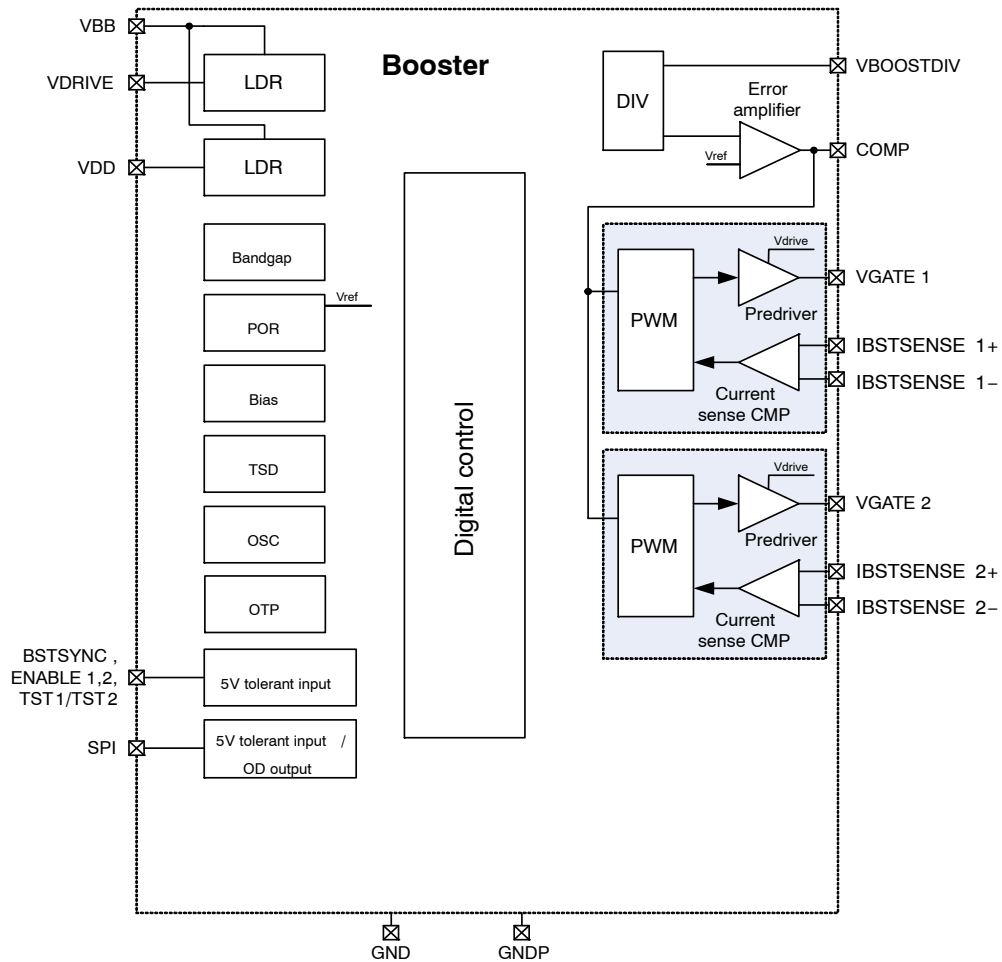 Booster
VBB
VDRIVE
LDR
VDD
LDR
Bandgap
Vref
POR
Bias
TSD
OSC
OTP
BSTSYNC ,
ENABLE 1,2,
TST1/TST2
5V tolerant input
SPI
5V tolerant input /
OD output
Digital control
DIV
VBOOSTDIV
Error
amplifier
Vref
COMP
PWM
Vdrive
VGATE 1
Predriver
IBSTSENSE 1+
IBSTSENSE 1−
Current
sense CMP
PWM
Vdrive
VGATE 2
Predriver
IBSTSENSE 2+
IBSTSENSE 2−
Current
sense CMP
GND
GNDP